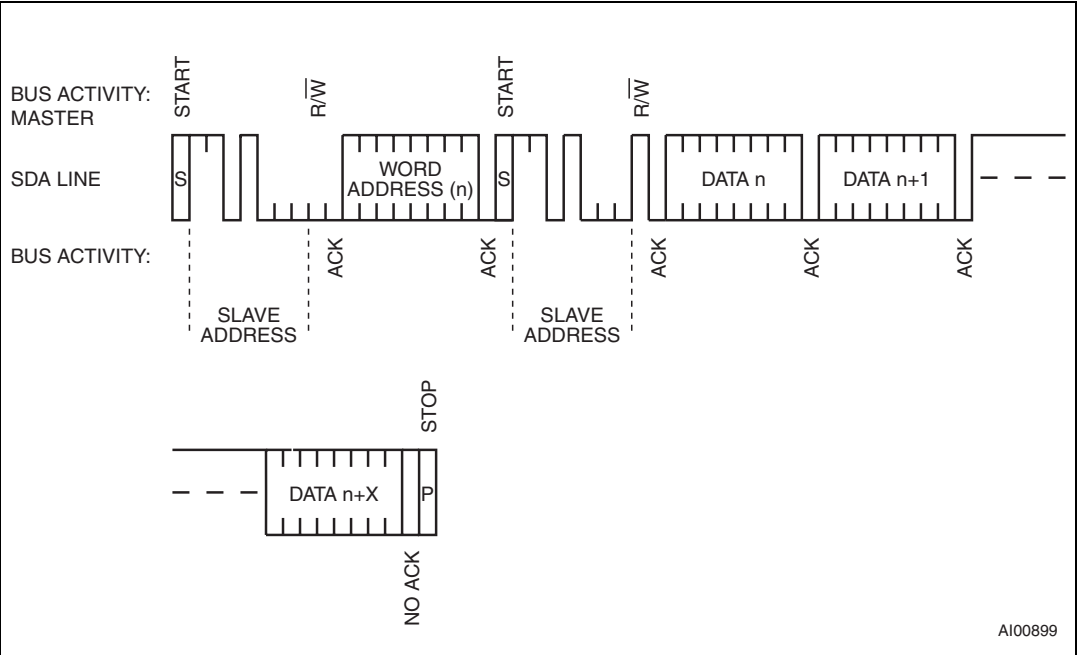 BUS ACTIVITY:
MASTER
START
R/W
START
R/W
SDA LINE
S
WORD
ADDRESS (n)
S
DATA n
DATA n+1
BUS ACTIVITY:
ACK
ACK
ACK
ACK
ACK
SLAVE
ADDRESS
SLAVE
ADDRESS
STOP
DATA n+X
P
NO ACK
AI00899